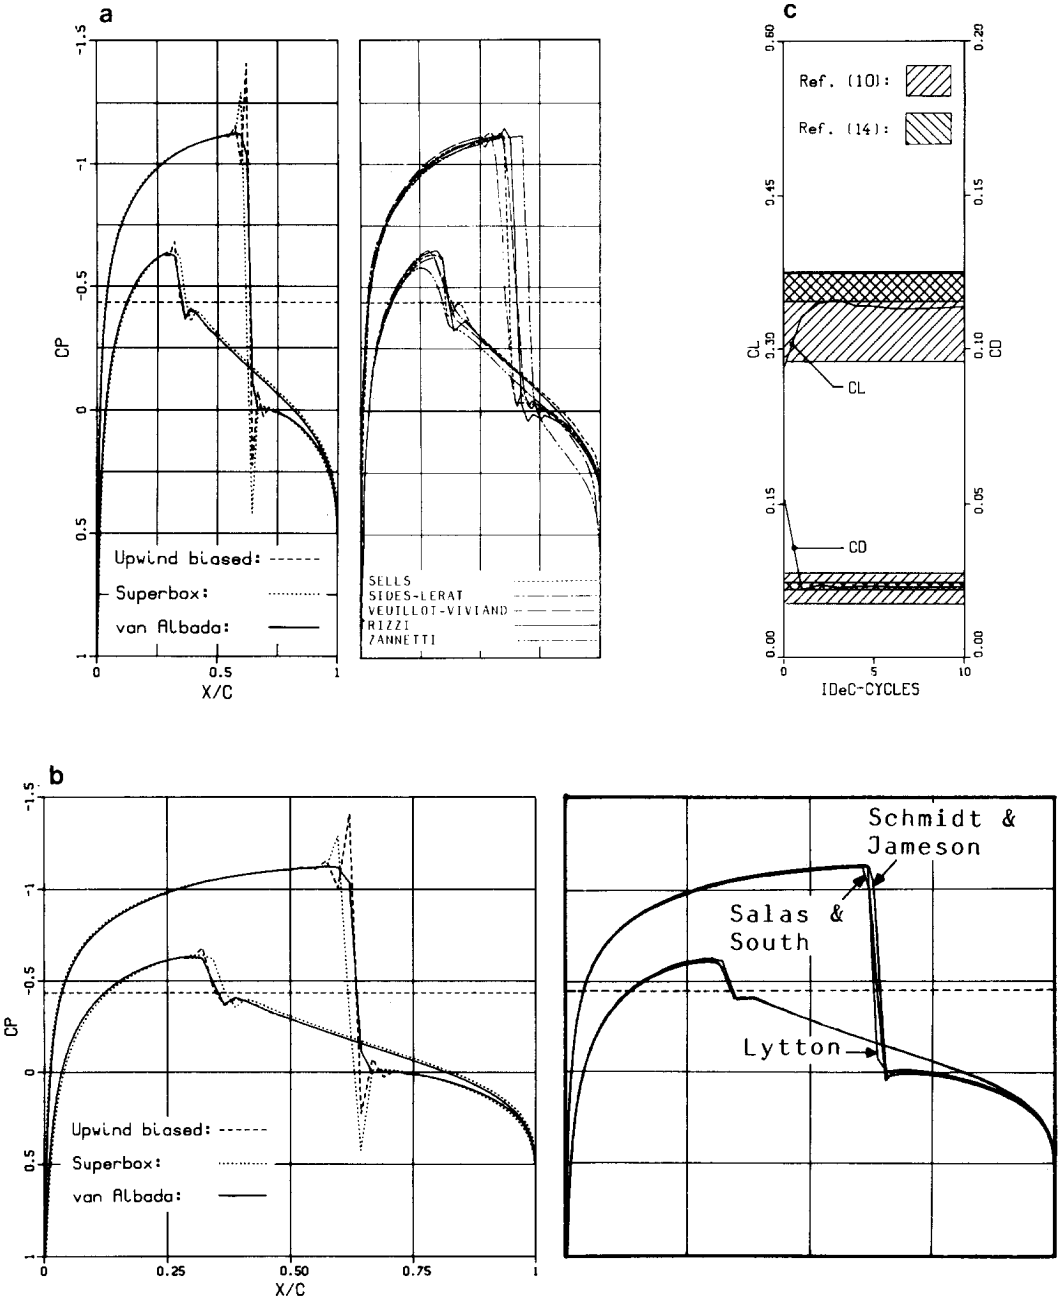 a
-1.5
-1
-0.5
0
0.5
1
CP
Upwind biased:
Superbox:
van Albada:
0
0.5
1
X/C
SELLS
SIDES-LERAT
VEUILLOT-VIVIAND
RIZZI
ZANNETTI
c
0.60
0.45
0.30
0.15
0.00
CL
0.20
0.15
0.10
0.05
0.00
CD
Ref. (10):
Ref. (14):
CL
CD
0
5
10
IDeC-CYCLES
b
-1.5
-1
-0.5
0
0.5
1
CP
Upwind biased:
Superbox:
van Albada:
0
0.25
0.50
0.75
1
X/C
Schmidt &
Jameson
Salas &
South
Lytton